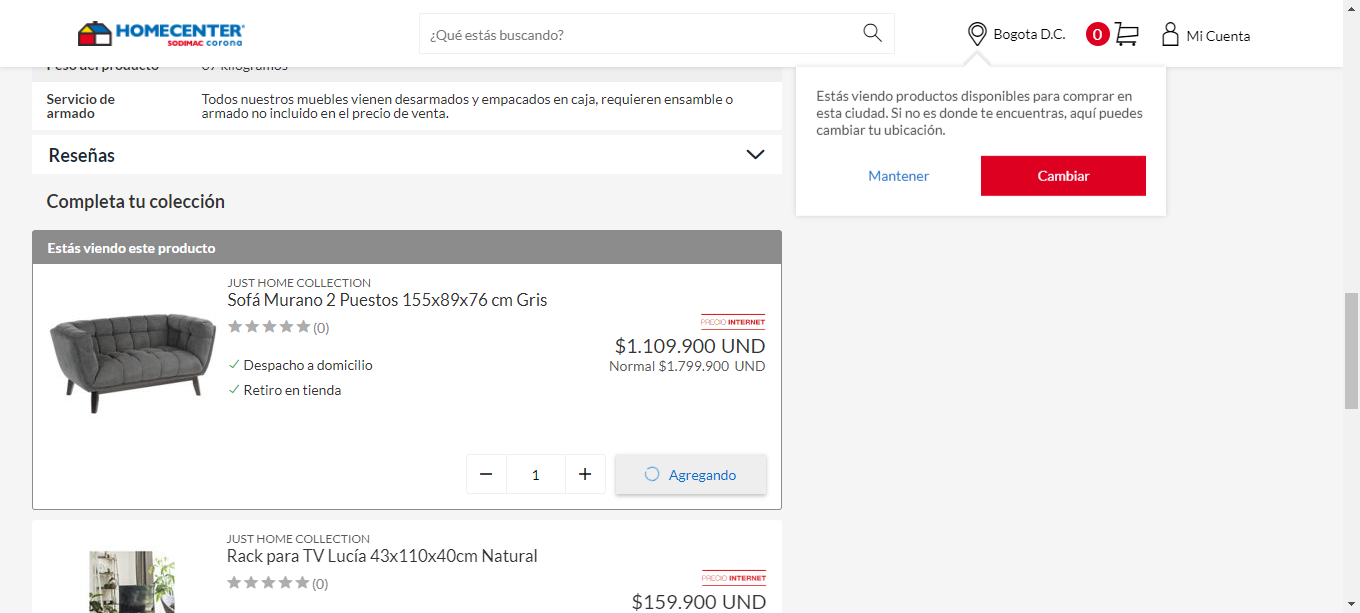 HOMECENTER
SODIMAC corona
¿Qué estás buscando?
Bogota D.C.
0
Mi Cuenta
Peso del producto
Servicio de armado
Todos nuestros muebles vienen desarmados y empacados en caja, requieren ensamble o
armado no incluido en el precio de venta.
Estás viendo productos disponibles para comprar en
esta ciudad. Si no es donde te encuentras, aquí puedes
cambiar tu ubicación.
Mantener
Cambiar
Reseñas
Completa tu colección
Estás viendo este producto
JUST HOME COLLECTION
Sofá Murano 2 Puestos 155x89x76 cm Gris
(0)
Despacho a domicilio
Retiro en tienda
PRECIO INTERNET
$1.109.900 UND
Normal $1.799.900 UND
1
Agregando
JUST HOME COLLECTION
Rack para TV Lucía 43x110x40cm Natural
(0)
PRECIO INTERNET
$159.900 UND